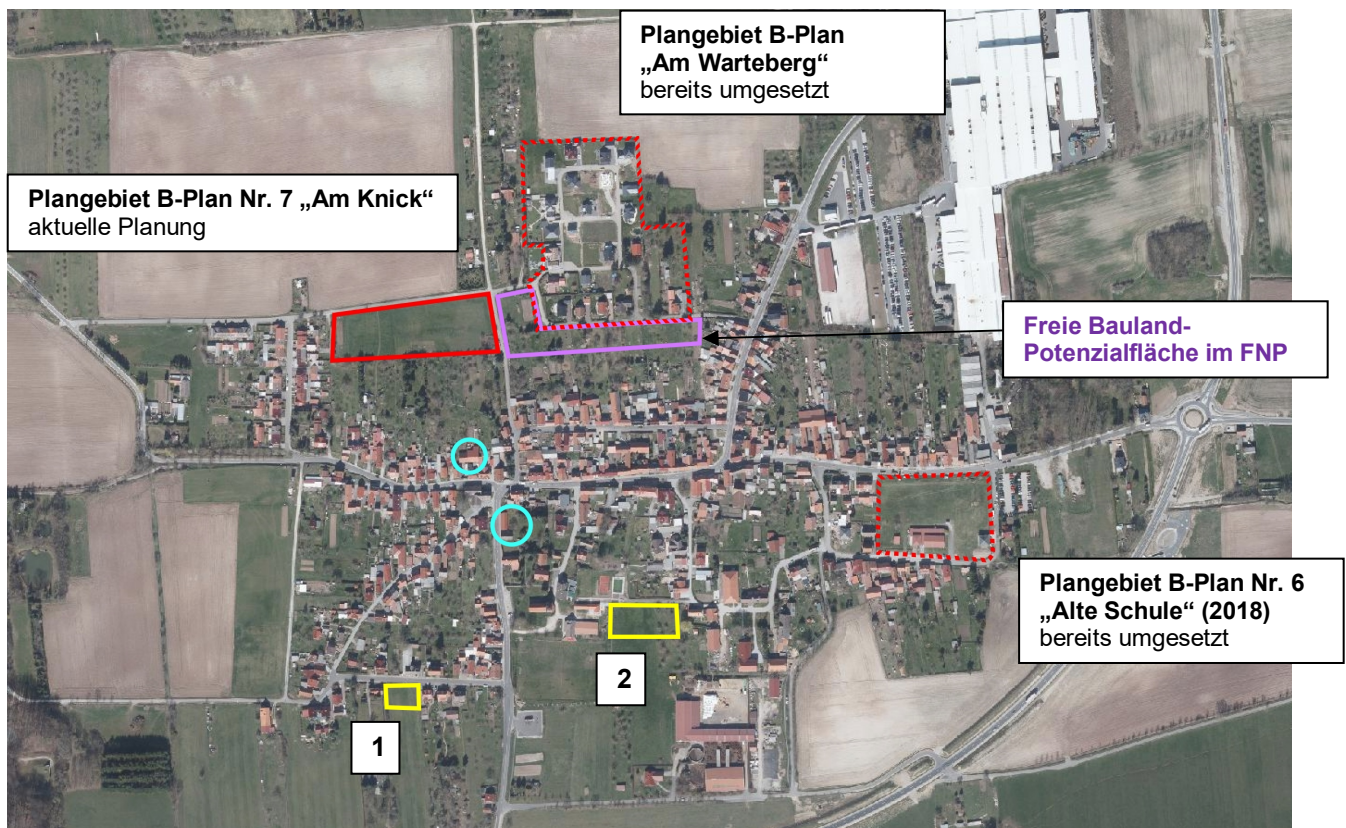 Plangebiet B-Plan
„Am Warteberg“
bereits umgesetzt
Plangebiet B-Plan Nr. 7 „Am Knick“
aktuelle Planung
Freie Bauland-
Potenzialfläche im FNP
Plangebiet B-Plan Nr. 6
„Alte Schule“ (2018)
bereits umgesetzt
2
1